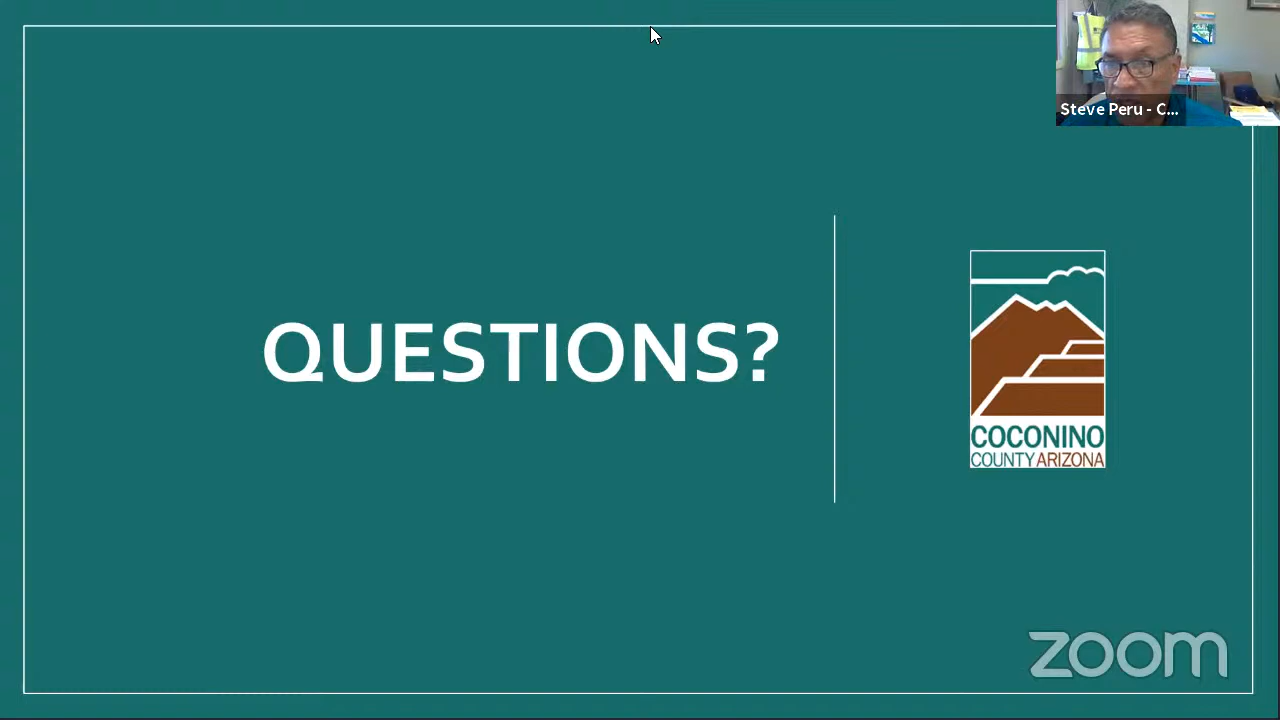 Steve Peru - C...
QUESTIONS?
COCONINO
COUNTY ARIZONA
zoom